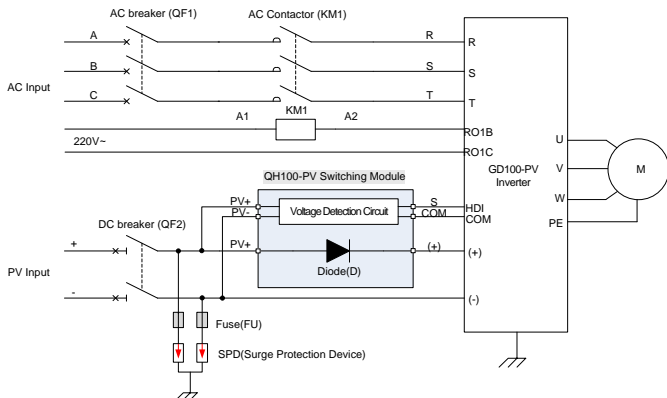 AC breaker (QF1)
AC Contactor (KM1)
A
R
R
B
S
S
AC Input
C
T
T
A1
KM1
A2
RO1B
220V~
RO1C
GD100-PV
Inverter
U
V
W
PE
M
QH100-PV Switching Module
PV+
PV-
Voltage Detection Circuit
S
COM
HDI
COM
DC breaker (QF2)
+
PV+
(+)
(+)
Diode(D)
PV Input
-
(-)
Fuse(FU)
SPD(Surge Protection Device)